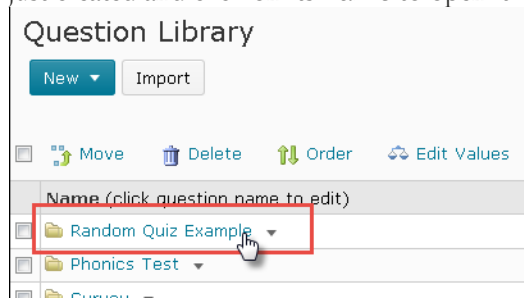 Question Library
New Import
Move Delete Order Edit Values
Name (click question name to edit)
Random Quiz Example
Phonics Test